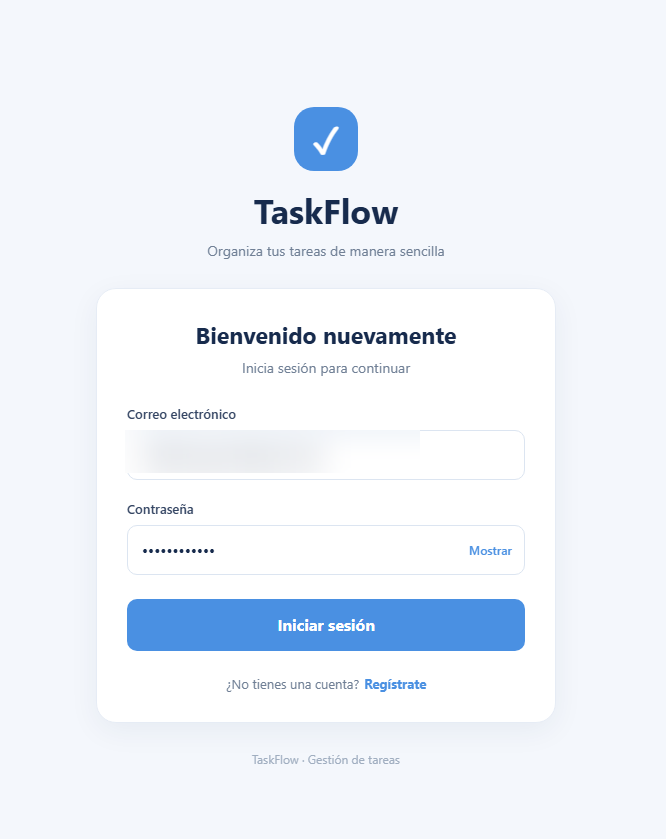 ✓
TaskFlow
Organiza tus tareas de manera sencilla
Bienvenido nuevamente
Inicia sesión para continuar
Correo electrónico
Contraseña
•••••••••••• Mostrar
Iniciar sesión
¿No tienes una cuenta? Regístrate
TaskFlow · Gestión de tareas